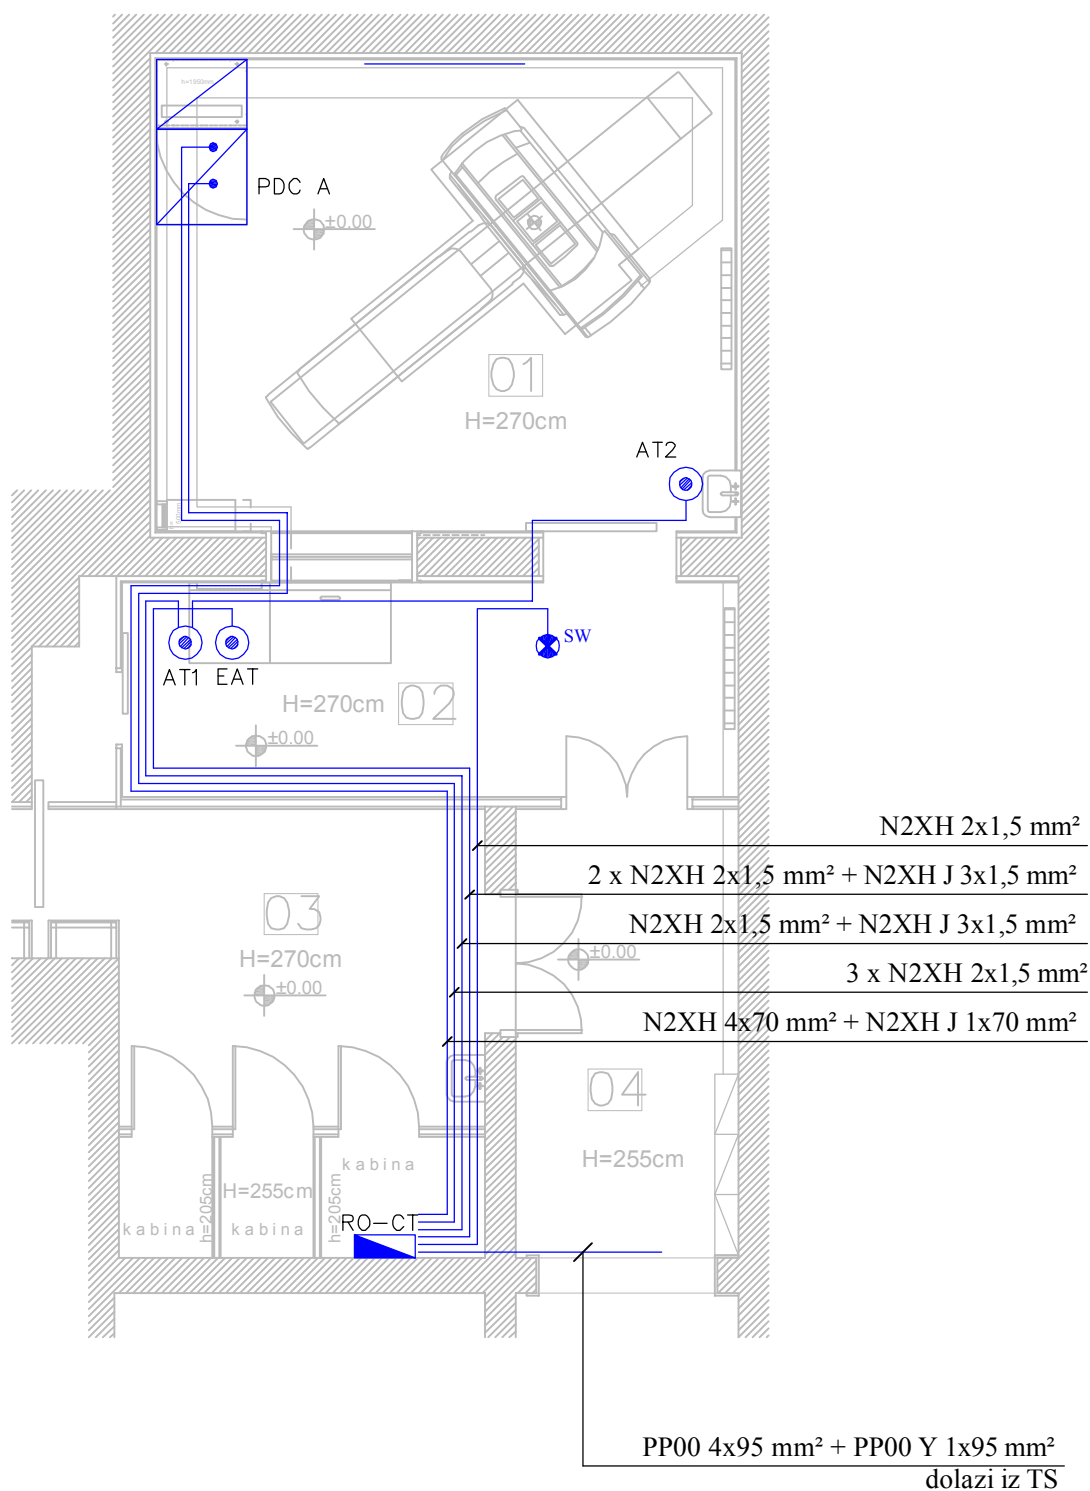 h=1950mm
PDC A
±0.00
01
H=270cm
AT2
SW
AT1 EAT
H=270cm 02
±0.00
N2XH 2x1,5 mm²
2 x N2XH 2x1,5 mm² + N2XH J 3x1,5 mm²
N2XH 2x1,5 mm² + N2XH J 3x1,5 mm²
3 x N2XH 2x1,5 mm²
N2XH 4x70 mm² + N2XH J 1x70 mm²
03
H=270cm
±0.00
±0.00
04
H=255cm
kabina
H=255cm
h=205cm
h=205cm
kabina
kabina
RO-CT
PP00 4x95 mm² + PP00 Y 1x95 mm²
dolazi iz TS